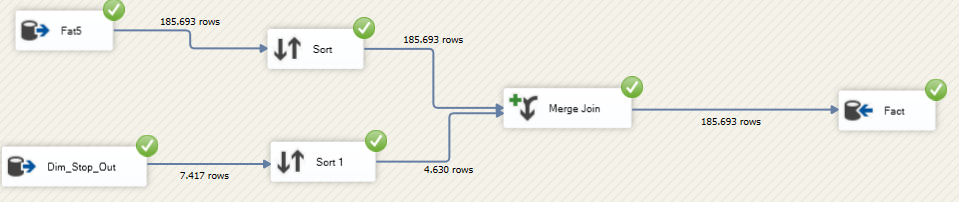 Fat5
185.693 rows
Sort
185.693 rows
Merge Join
185.693 rows
Fact
Dim_Stop_Out
7.417 rows
Sort 1
4.630 rows